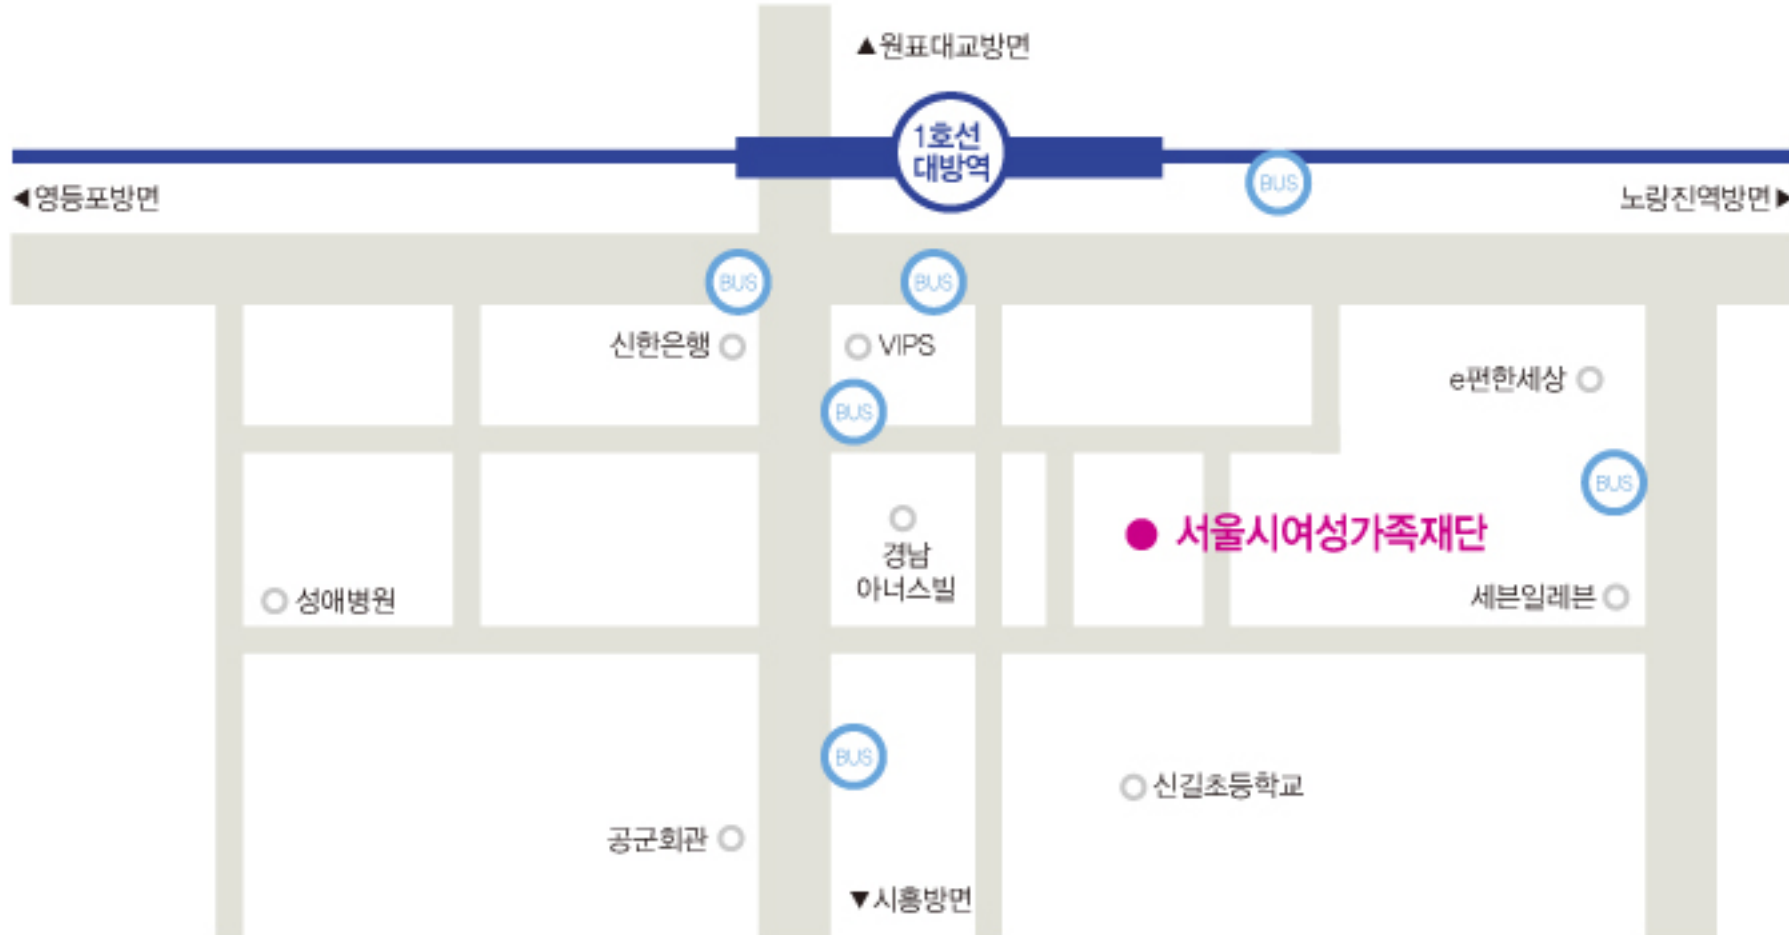 ▲원표대교방면
1호선
대방역
BUS
◀영등포방면
노량진역방면▶
BUS
BUS
신한은행
VIPS
e편한세상
BUS
BUS
서울시여성가족재단
경남
아너스빌
성애병원
세븐일레븐
BUS
신길초등학교
공군회관
▼시흥방면